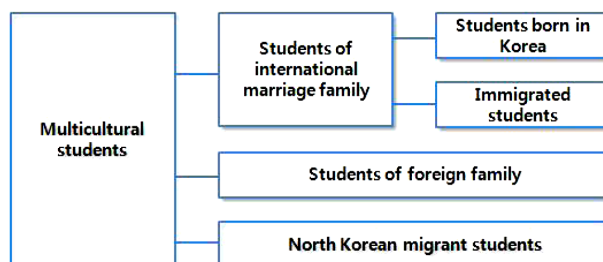 Multicultural
students
Students of
international
marriage family
Students born in
Korea
Immigrated
students
Students of foreign family
North Korean migrant students